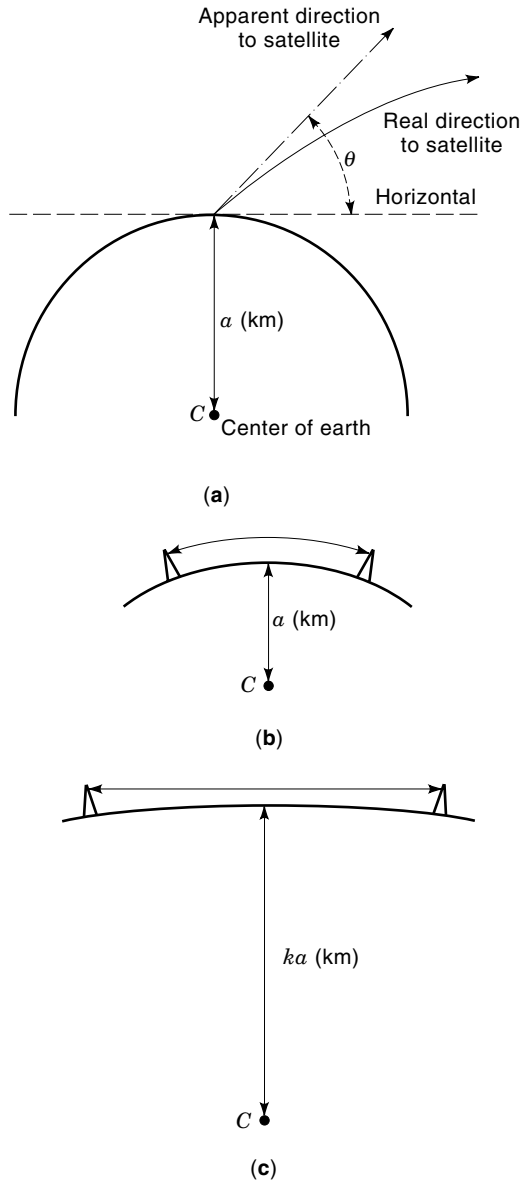 Apparent direction
to satellite
Real direction
to satellite
θ
Horizontal
a (km)
C
Center of earth
(a)
a (km)
C
(b)
ka (km)
C
(c)